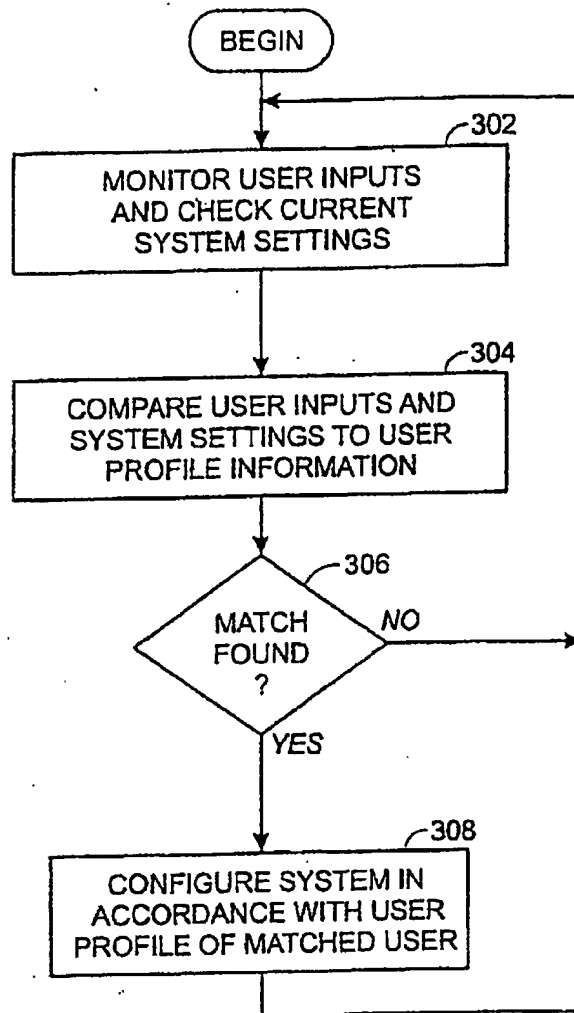 BEGIN
302
MONITOR USER INPUTS
AND CHECK CURRENT
SYSTEM SETTINGS
304
COMPARE USER INPUTS AND
SYSTEM SETTINGS TO USER
PROFILE INFORMATION
306
MATCH
FOUND
?
NO
YES
308
CONFIGURE SYSTEM IN
ACCORDANCE WITH USER
PROFILE OF MATCHED USER